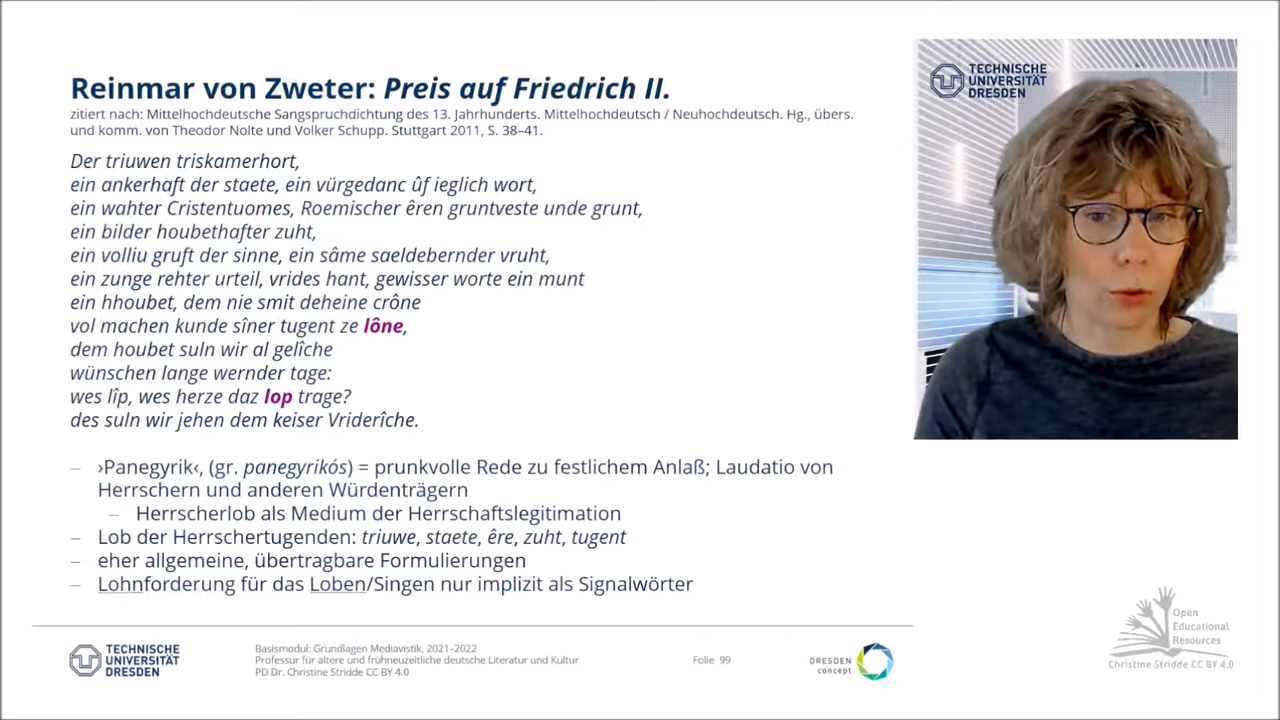 Reinmar von Zweter: Preis auf Friedrich II.
zitiert nach: Mittelhochdeutsche Sangspruchdichtung des 13. Jahrhunderts. Mittelhochdeutsch / Neuhochdeutsch. Hg., übers.
und komm. von Theodor Nolte und Volker Schupp. Stuttgart 2011, S. 38–41.
Der triuwen triskamerhort,
ein ankerhaft der staete, ein vürgedanc ûf ieglich wort,
ein wahter Cristentuomes, Roemischer êren gruntveste unde grunt,
ein bilder houbethafter zuht,
ein volliu gruft der sinne, ein sâme saeldebernder vruht,
ein zunge rehter urteil, vrides hant, gewisser worte ein munt
ein hhoubet, dem nie smit deheine crône
vol machen kunde sîner tugent ze lône,
dem houbet suln wir al gelîche
wünschen lange wernder tage:
wes lîp, wes herze daz lop trage?
des suln wir jehen dem keiser Vriderîche.
– ›Panegyrik‹, (gr. panegyrikós) = prunkvolle Rede zu festlichem Anlaß; Laudatio von
Herrschern und anderen Würdenträgern
– Herrscherlob als Medium der Herrschaftslegitimation
– Lob der Herrschertugenden: triuwe, staete, êre, zuht, tugent
– eher allgemeine, übertragbare Formulierungen
– Lohnforderung für das Loben/Singen nur implizit als Signalwörter
TECHNISCHE
UNIVERSITÄT
DRESDEN
Basismodul: Grundlagen Mediävistik, 2021–2022
Professur für ältere und frühneuzeitliche deutsche Literatur und Kultur
PD Dr. Christine Stridde CC BY 4.0
Folie 99
DRESDEN
concept
TECHNISCHE
UNIVERSITÄT
DRESDEN
Open
Educational
Resources
Christine Stridde CC BY 4.0